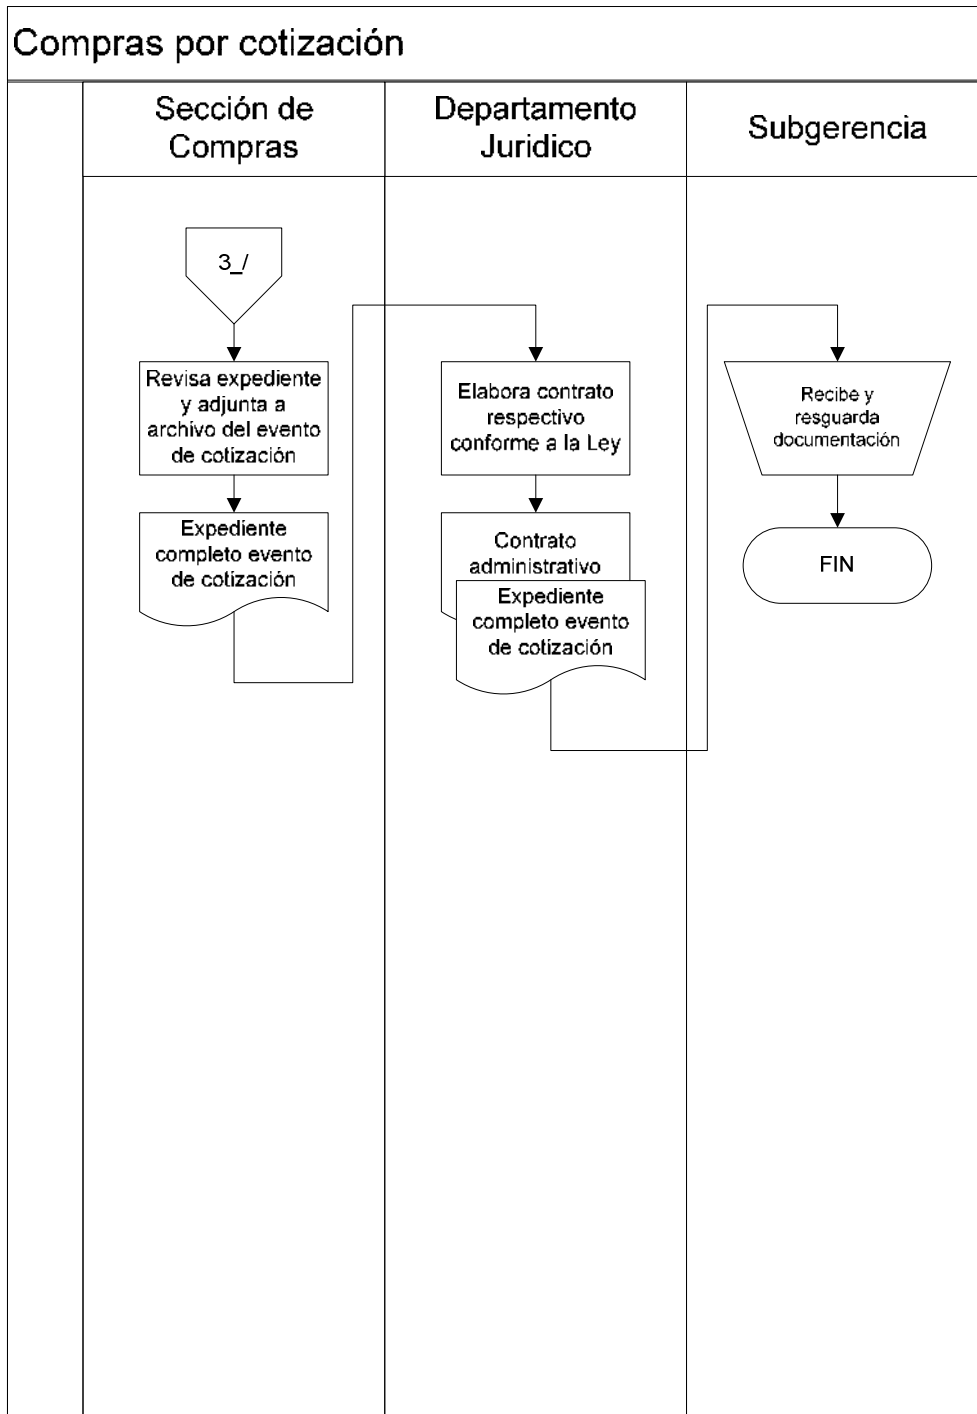 Compras por cotización
Sección de
Compras
Departamento
Juridico
Subgerencia
3_/
Revisa expediente
y adjunta a
archivo del evento
de cotización
Expediente
completo evento
de cotización
Elabora contrato
respectivo
conforme a la Ley
Contrato
administrativo
Expediente
completo evento
de cotización
Recibe y
resguarda
documentación
FIN